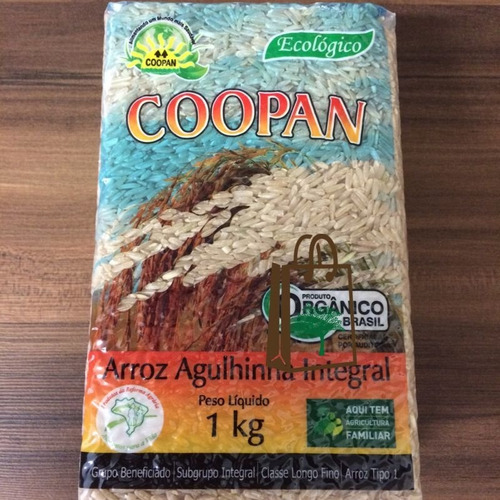 COOPAN
Ecológico
COOPAN
PRODUTO
ORGÂNICO
BRASIL
Arroz Agulhinha Integral
Peso Líquido
1 kg
AQUI TEM
AGRICULTURA
FAMILIAR
Grupo Beneficiado Subgrupo Integral Classe Longo Fino Arroz Tipo 1